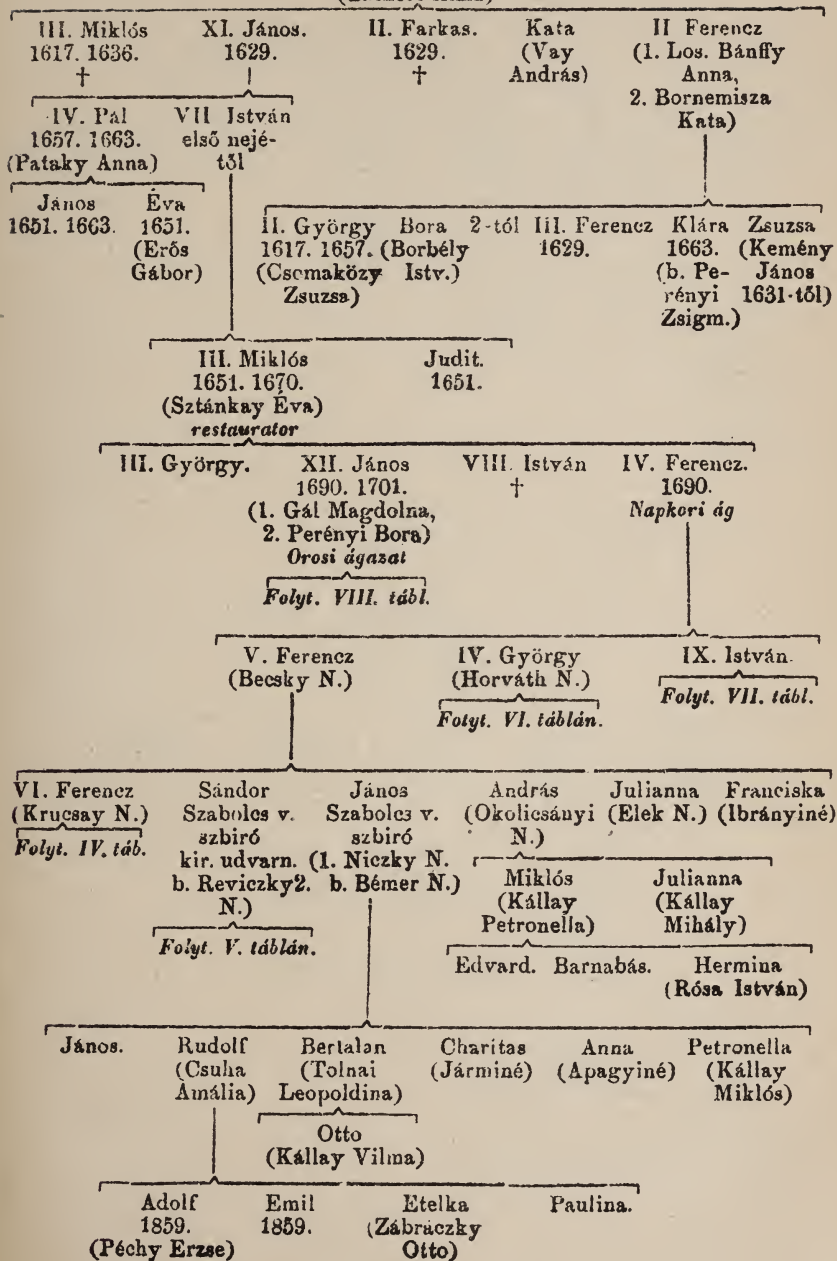 III. Miklós XI. János. II. Farkas. Kata II Ferencz
1617. 1636. 1629. 1629. (Vay (1. Los. Bánffy
† † András) Anna,
2. Bornemisza
Kata)
IV. Pál VII István
1657. 1663. első nejé-
(Pataky Anna) től
János Éva
1651. 1663. 1651.
(Erős
Gábor)
II. György Bora 2-tól III. Ferencz Klára Zsuzsa
1617. 1657. (Borbély 1629. 1663. (Kemény
(Csomaközy Istv.) (b. Pe- János
Zsuzsa) rényi 1631-től)
Zsigm.)
III. Miklós Judit.
1651. 1670. 1651.
(Sztánkay Éva)
restaurator
III. György. XII. János VIII. István IV. Ferencz.
1690. 1701. † 1690.
(1. Gál Magdolna, Napkori ág
2. Perényi Bora)
Orosi ágazat
Folyt. VIII. tábl.
V. Ferencz IV. György IX. István.
(Becsky N.) (Horváth N.) Folyt. VII. tábl.
Folyt. VI. táblán.
VI. Ferencz Sándor János András Julianna Franciska
(Krucsay N.) Szabolcs v. Szabolcs v. (Okolicsányi (Elek N.) (Ibrányiné)
Folyt. IV. táb. szbiró szbiró N.)
kir. udvarn. (1. Niczky N.
b. Reviczky 2. b. Bémer N.)
N.)
Folyt. V. táblán.
Miklós Julianna
(Kállay (Kállay
Petronella) Mihály)
Edvard. Barnabás. Hermina
(Rósa István)
János. Rudolf Bertalan Charitas Anna Petronella
(Csuha (Tolnai (Járminé) (Apagyiné) (Kállay
Amália) Leopoldina) Miklós)
Otto
(Kállay Vilma)
Adolf Emil Etelka Paulina.
1859. 1859. (Zábráczky
(Péchy Erzse) Otto)